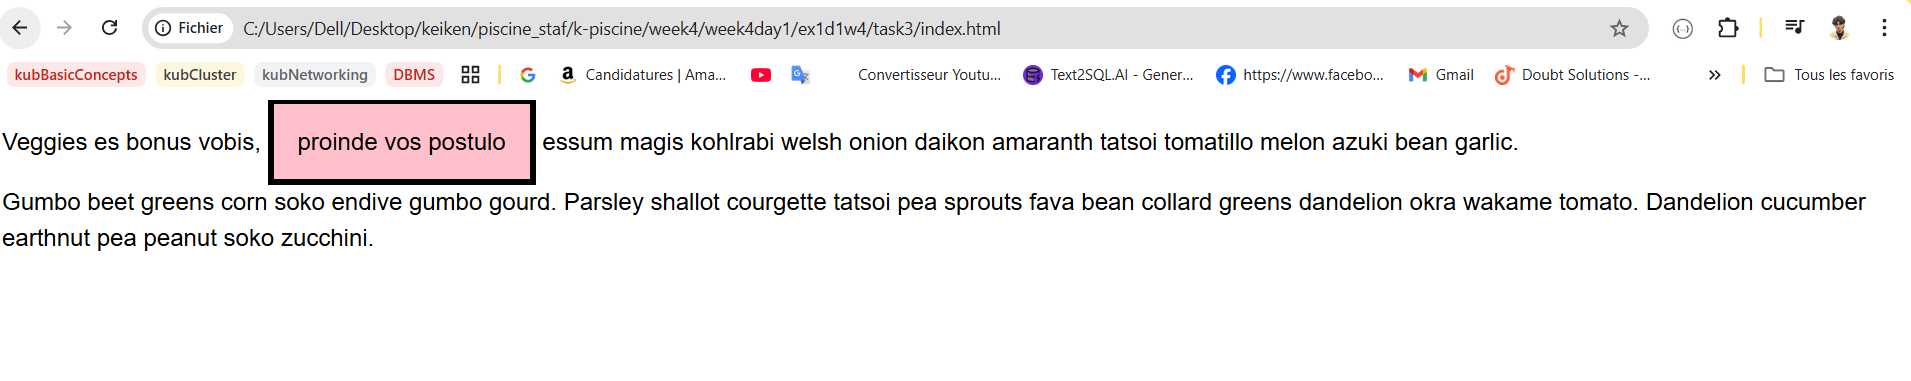 Fichier C:/Users/Dell/Desktop/keiken/piscine_staf/k-piscine/week4/week4day1/ex1d1w4/task3/index.html
kubBasicConcepts kubCluster kubNetworking DBMS Candidatures | Ama... Convertisseur Youtu... Text2SQL.AI - Gener... https://www.facebo... Gmail Doubt Solutions -... » Tous les favoris
Veggies es bonus vobis, proinde vos postulo essum magis kohlrabi welsh onion daikon amaranth tatsoi tomatillo melon azuki bean garlic.
Gumbo beet greens corn soko endive gumbo gourd. Parsley shallot courgette tatsoi pea sprouts fava bean collard greens dandelion okra wakame tomato. Dandelion cucumber
earthnut pea peanut soko zucchini.